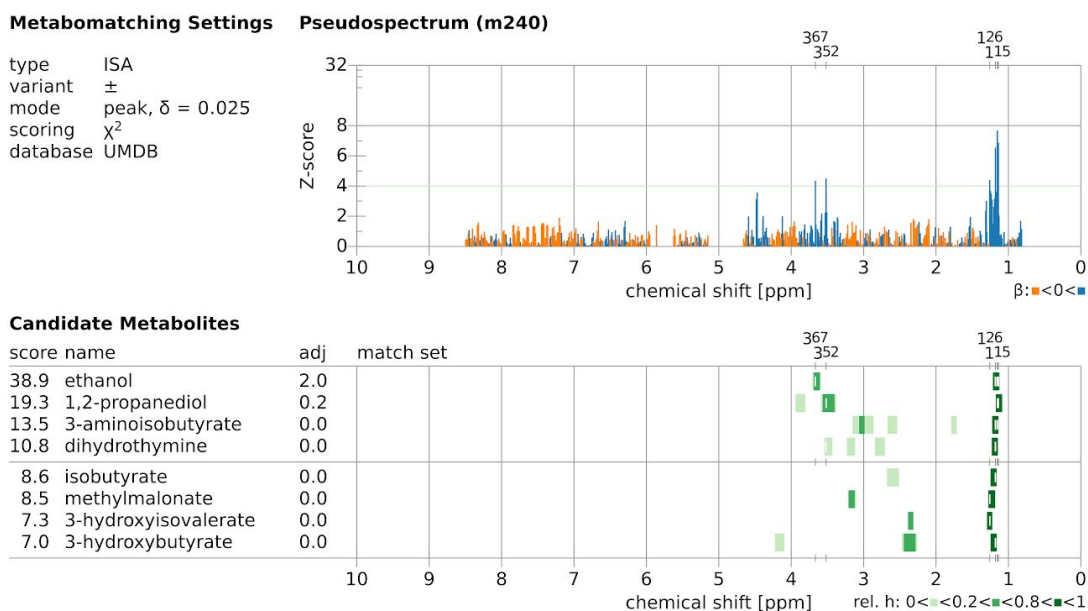 Metabomatching Settings
type ISA
variant ±
mode peak, δ = 0.025
scoring χ²
database UMDB
Pseudospectrum (m240)
367
352
126
115
32
8
6
4
2
0
Z-score
10 9 8 7 6 5 4 3 2 1 0
chemical shift [ppm]
β: <0<
Candidate Metabolites
score name adj match set
367
352
126
115
38.9 ethanol 2.0
19.3 1,2-propanediol 0.2
13.5 3-aminoisobutyrate 0.0
10.8 dihydrothymine 0.0
8.6 isobutyrate 0.0
8.5 methylmalonate 0.0
7.3 3-hydroxyisovalerate 0.0
7.0 3-hydroxybutyrate 0.0
10 9 8 7 6 5 4 3 2 1 0
chemical shift [ppm]
rel. h: 0< <0.2< <0.8< <1